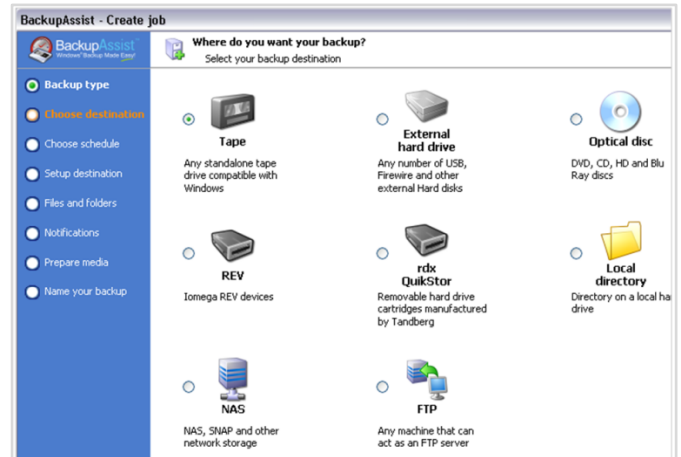 BackupAssist - Create job
BackupAssist
Windows Backup Made Easy
Where do you want your backup?
Select your backup destination
Backup type
Choose destination
Choose schedule
Setup destination
Files and folders
Notifications
Prepare media
Name your backup
Tape
Any standalone tape
drive compatible with
Windows
External
hard drive
Any number of USB,
Firewire and other
external Hard disks
Optical disc
DVD, CD, HD and Blu
Ray discs
REV
Iomega REV devices
rdx
QuikStor
Removable hard drive
cartridges manufactured
by Tandberg
Local
directory
Directory on a local ha
drive
NAS
NAS, SNAP and other
network storage
FTP
Any machine that can
act as an FTP server